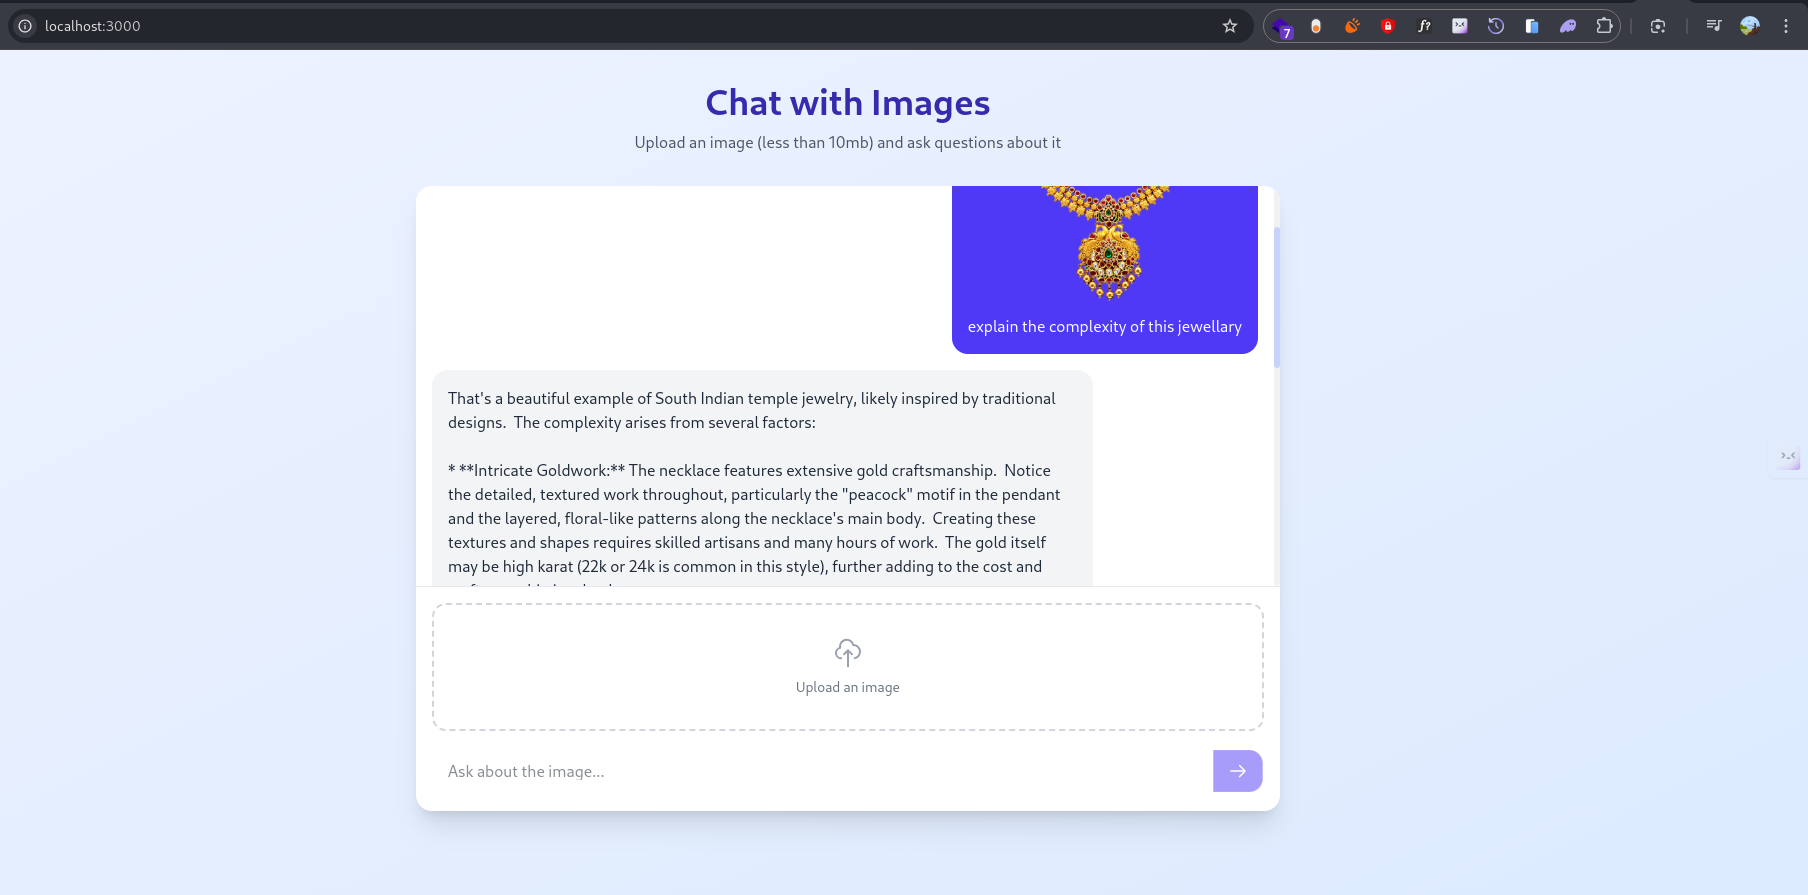 localhost:3000
7
f?
Chat with Images
Upload an image (less than 10mb) and ask questions about it
explain the complexity of this jewellary
That's a beautiful example of South Indian temple jewelry, likely inspired by traditional
designs.  The complexity arises from several factors:
* **Intricate Goldwork:** The necklace features extensive gold craftsmanship.  Notice
the detailed, textured work throughout, particularly the "peacock" motif in the pendant
and the layered, floral-like patterns along the necklace's main body.  Creating these
textures and shapes requires skilled artisans and many hours of work.  The gold itself
may be high karat (22k or 24k is common in this style), further adding to the cost and
Upload an image
Ask about the image...